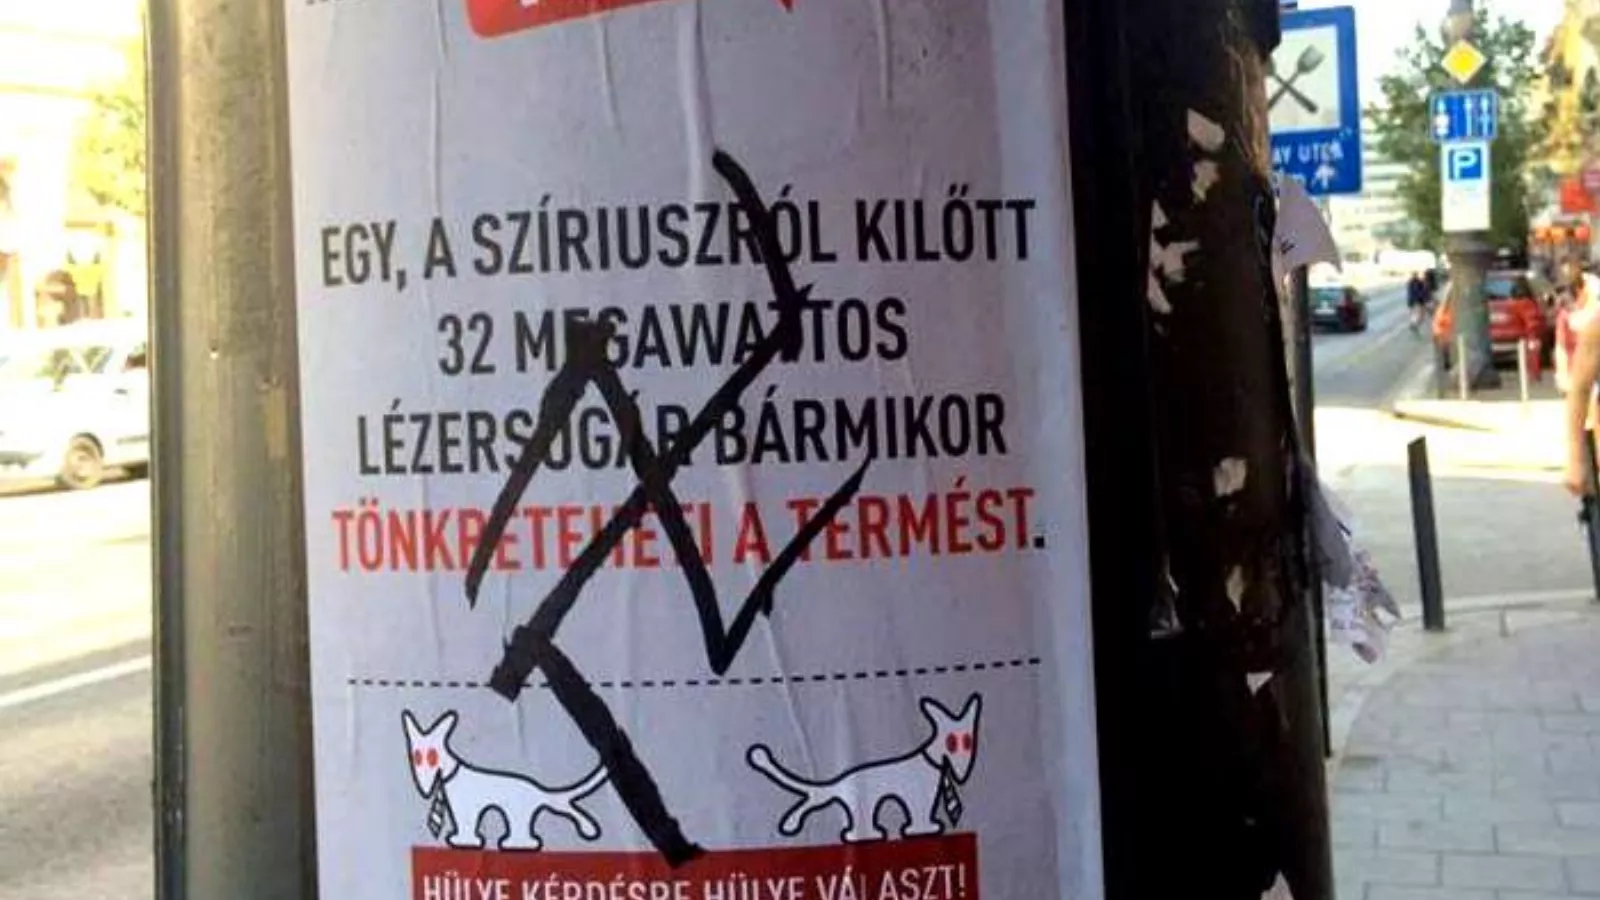 EGY, A SZÍRIUSZRÓL KILŐTT
32 MEGAWATTOS
LÉZERSUGÁR BÁRMIKOR
TÖNKRETEHETI A TERMÉST.
HÜLYE KÉRDÉSRE HÜLYE VÁLASZT!
P